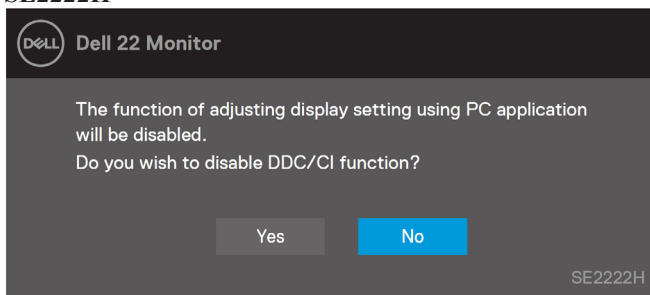 SE2222H
DELL Dell 22 Monitor
The function of adjusting display setting using PC application
will be disabled.
Do you wish to disable DDC/CI function?
Yes No
SE2222H